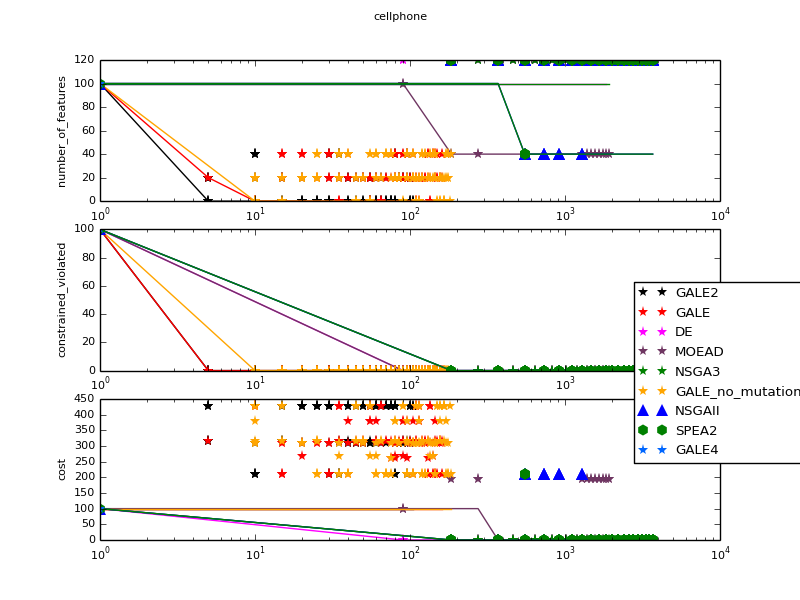 cellphone
number_of_features
120
100
80
60
40
20
0
10^0
10^1
10^2
10^3
10^4
constrained_violated
100
80
60
40
20
0
10^0
10^1
10^2
10^3
10^4
cost
450
400
350
300
250
200
150
100
50
0
10^0
10^1
10^2
10^3
10^4
GALE2
GALE
DE
MOEAD
NSGA3
GALE_no_mutation
NSGAII
SPEA2
GALE4